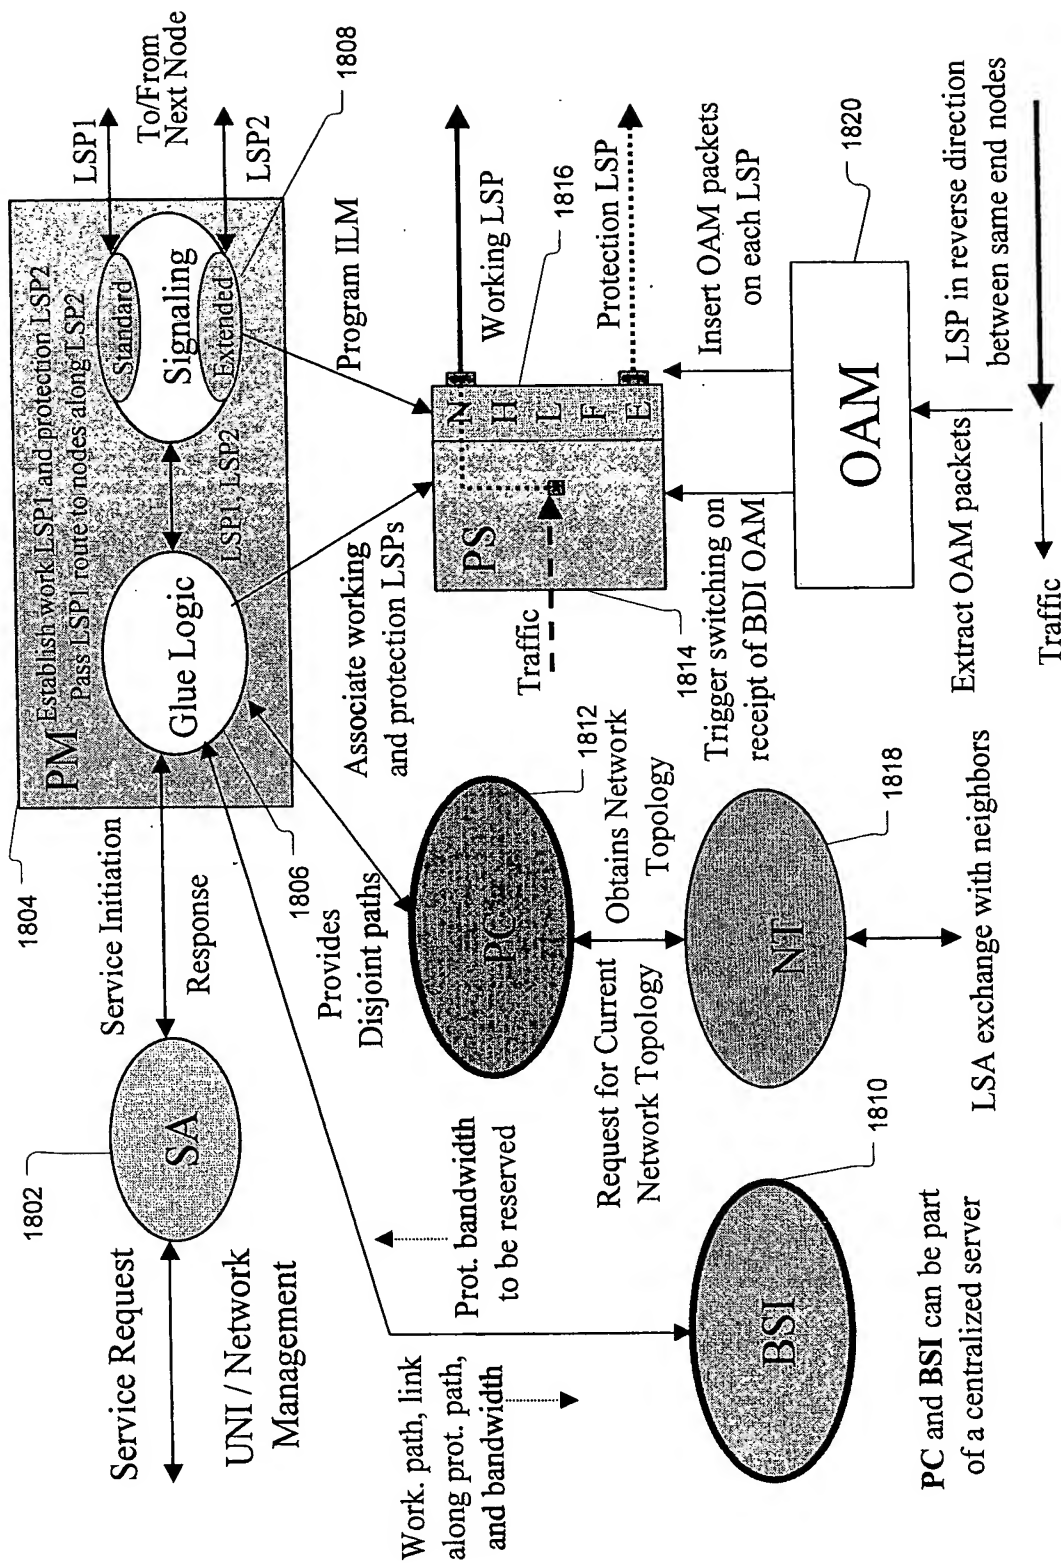 1804
PM
Establish work LSP1 and protection LSP2
Pass LSP1 route to nodes along LSP2
Glue Logic
LSP1, LSP2
Standard
Signaling
Extended
LSP1
To/From
Next Node
LSP2
1808
1802
SA
Service Request
UNI / Network
Management
Service Initiation
Response
1806
Provides
Disjoint paths
Associate working
and protection LSPs
Program ILM
Work. path, link
along prot. path,
and bandwidth
Prot. bandwidth
to be reserved
PC
1812
Traffic
PS
1814
N
H
L
F
E
1816
Working LSP
Protection LSP
Request for Current
Network Topology
Obtains Network
Topology
Trigger switching on
receipt of BDI OAM
Insert OAM packets
on each LSP
BSI
1810
NT
1818
OAM
1820
PC and BSI can be part
of a centralized server
LSA exchange with neighbors
Extract OAM packets
LSP in reverse direction
between same end nodes
Traffic